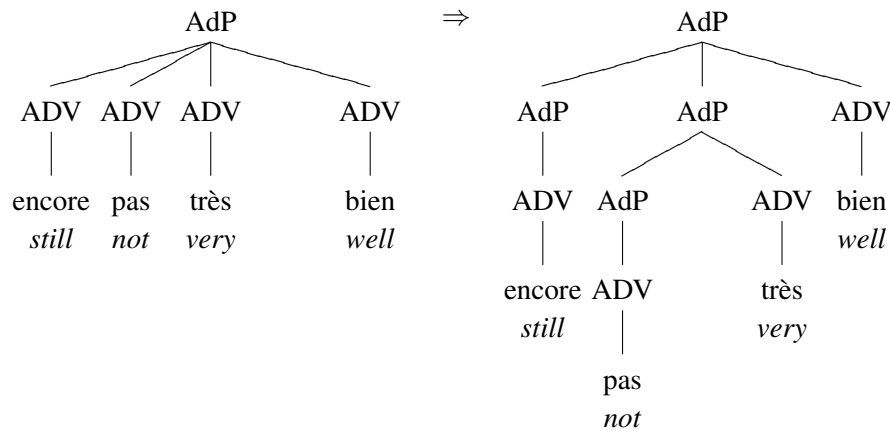 AdP ⇒ AdP
ADV ADV ADV ADV AdP AdP ADV
encore pas très bien ADV AdP ADV bien
still not very well well
encore ADV très
still very
pas
not